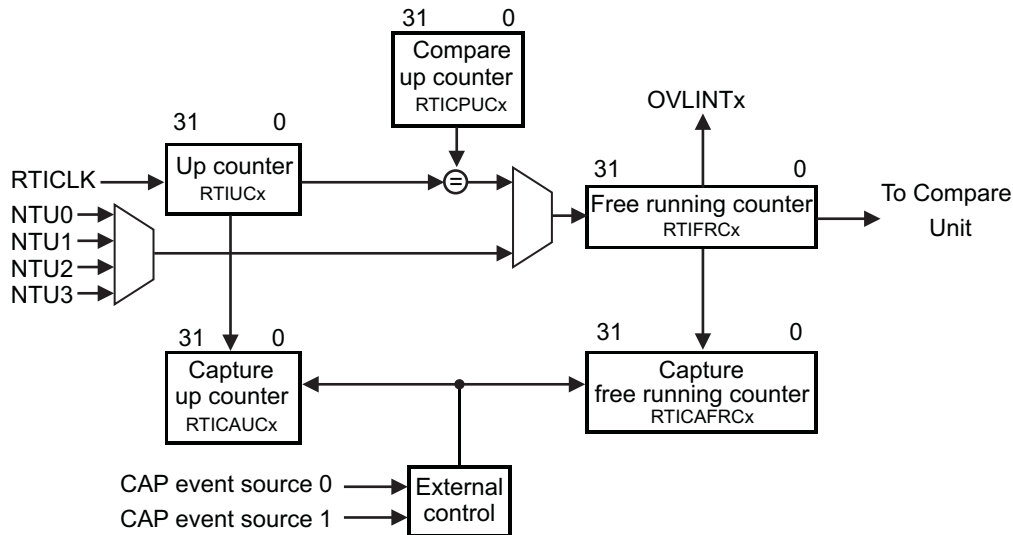 31 0
Compare
up counter
RTICPUCx
OVLINTx
31 0
31 0
RTICLK
Up counter
RTIUCx
=
Free running counter
RTIFRCx
To Compare
Unit
NTU0
NTU1
NTU2
NTU3
31 0
31 0
Capture
up counter
RTICAUCx
Capture
free running counter
RTICAFRCx
CAP event source 0
CAP event source 1
External
control